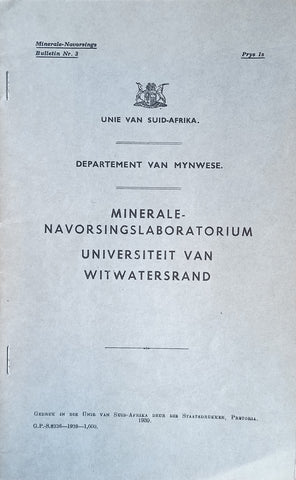 Minerale-Navorsings
Bulletin Nr. 3
Prys 1s
UNIE VAN SUID-AFRIKA.
DEPARTEMENT VAN MYNWESE.
MINERALE-
NAVORSINGSLABORATORIUM
UNIVERSITEIT VAN
WITWATERSRAND
GEDRUK IN DIE UNIE VAN SUID-AFRIKA DEUR DIE STAATSDRUKKER, PRETORIA.
1939.